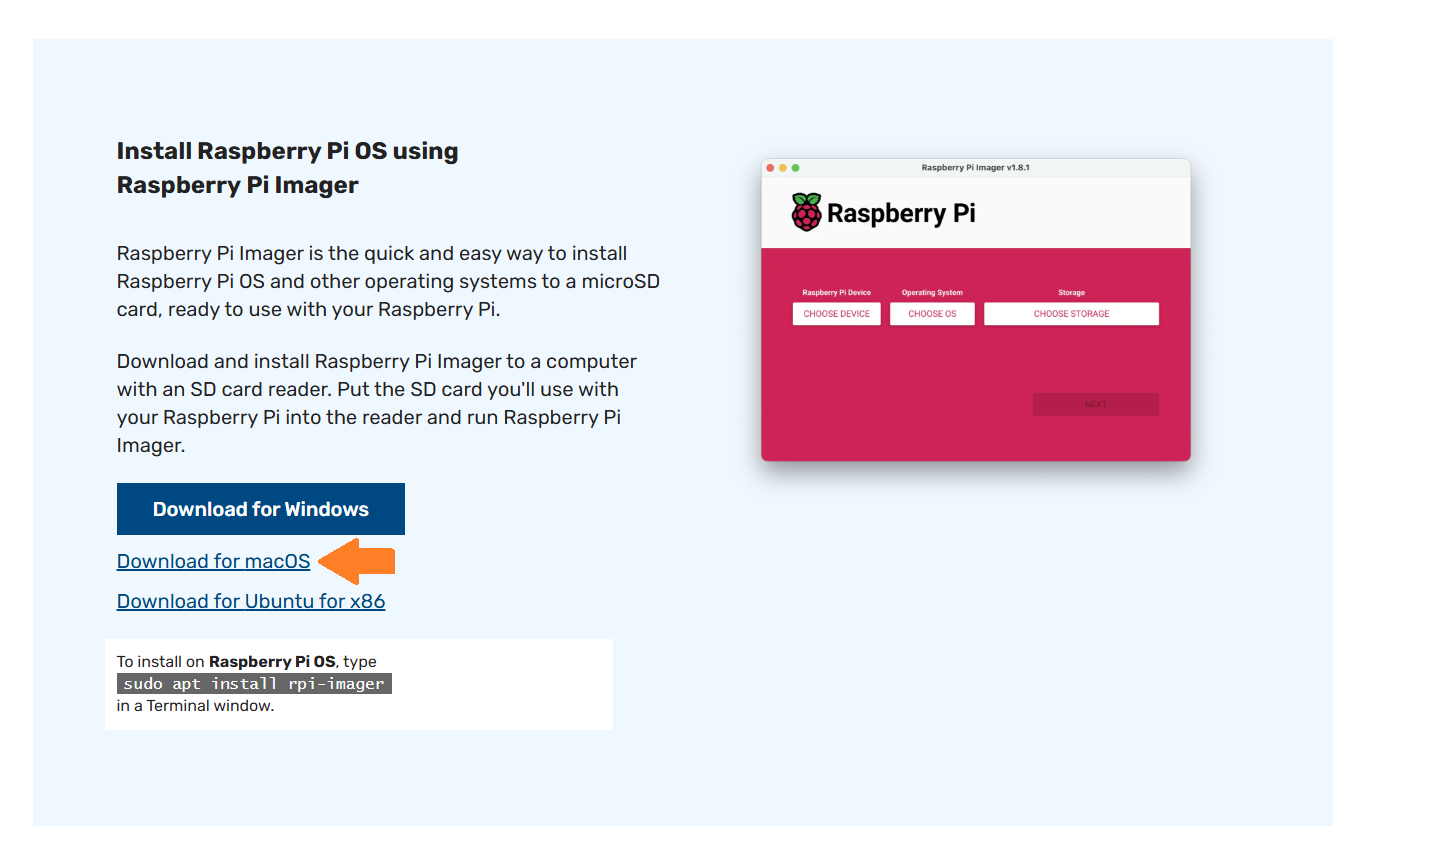 Install Raspberry Pi OS using
Raspberry Pi Imager
Raspberry Pi Imager is the quick and easy way to install
Raspberry Pi OS and other operating systems to a microSD
card, ready to use with your Raspberry Pi.
Download and install Raspberry Pi Imager to a computer
with an SD card reader. Put the SD card you'll use with
your Raspberry Pi into the reader and run Raspberry Pi
Imager.
Download for Windows
Download for macOS
Download for Ubuntu for x86
To install on Raspberry Pi OS, type
sudo apt install rpi-imager
in a Terminal window.
Raspberry Pi Imager v1.8.1
Raspberry Pi
Raspberry Pi Device Operating System Storage
CHOOSE DEVICE CHOOSE OS CHOOSE STORAGE
NEXT